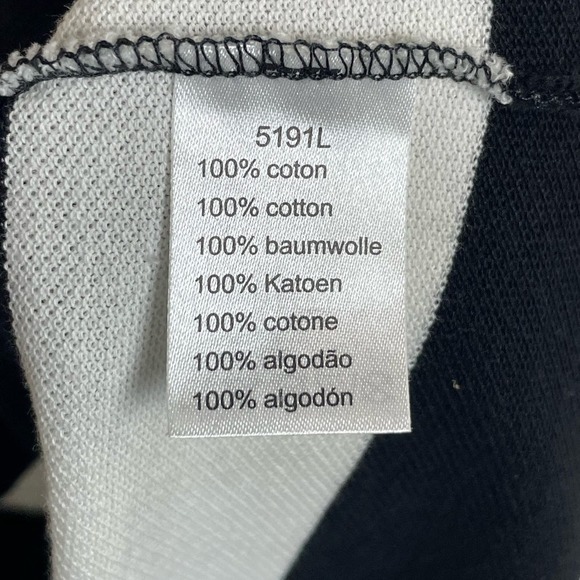 5191L
100% coton
100% cotton
100% baumwolle
100% Katoen
100% cotone
100% algodão
100% algodón